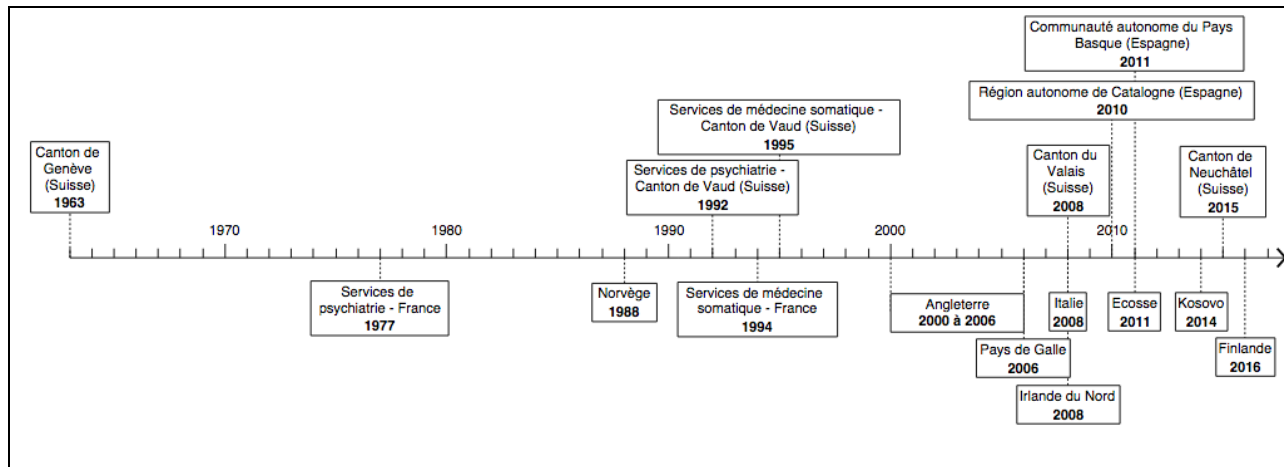 Communauté autonome du Pays
Basque (Espagne)
2011
Région autonome de Catalogne (Espagne)
2010
Services de médecine somatique -
Canton de Vaud (Suisse)
1995
Canton de
Genève
(Suisse)
1963
Services de psychiatrie -
Canton de Vaud (Suisse)
1992
Canton du
Valais
(Suisse)
2008
Canton de
Neuchâtel
(Suisse)
2015
1970
1980
1990
2000
2010
Services de
psychiatrie - France
1977
Norvège
1988
Services de médecine
somatique - France
1994
Angleterre
2000 à 2006
Italie
2008
Ecosse
2011
Kosovo
2014
Pays de Galle
2006
Finlande
2016
Irlande du Nord
2008